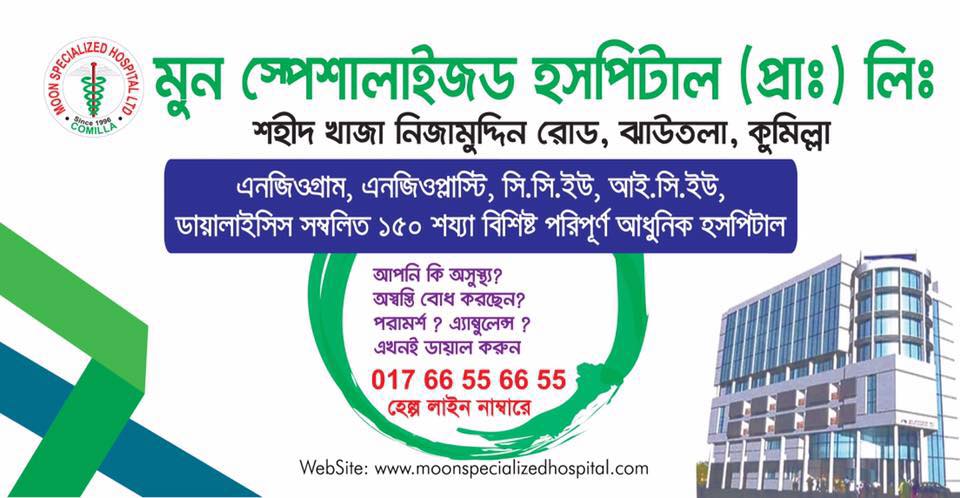 MOON SPECIALIZED HOSPITAL LTD
Since 1996
COMILLA
মুন স্পেশালাইজড হসপিটাল (প্রাঃ) লিঃ
শহীদ খাজা নিজামুদ্দিন রোড, ঝাউতলা, কুমিল্লা
এনজিওগ্রাম, এনজিওপ্লাস্টি, সি.সি.ইউ, আই.সি.ইউ,
ডায়ালাইসিস সম্বলিত ১৫০ শয্যা বিশিষ্ট পরিপূর্ণ আধুনিক হসপিটাল
আপনি কি অসুস্থ্য?
অস্বস্তি বোধ করছেন?
পরামর্শ ? এ্যাম্বুলেন্স ?
এখনই ডায়াল করুন
017 66 55 66 55
হেল্প লাইন নাম্বারে
WebSite: www.moonspecializedhospital.com